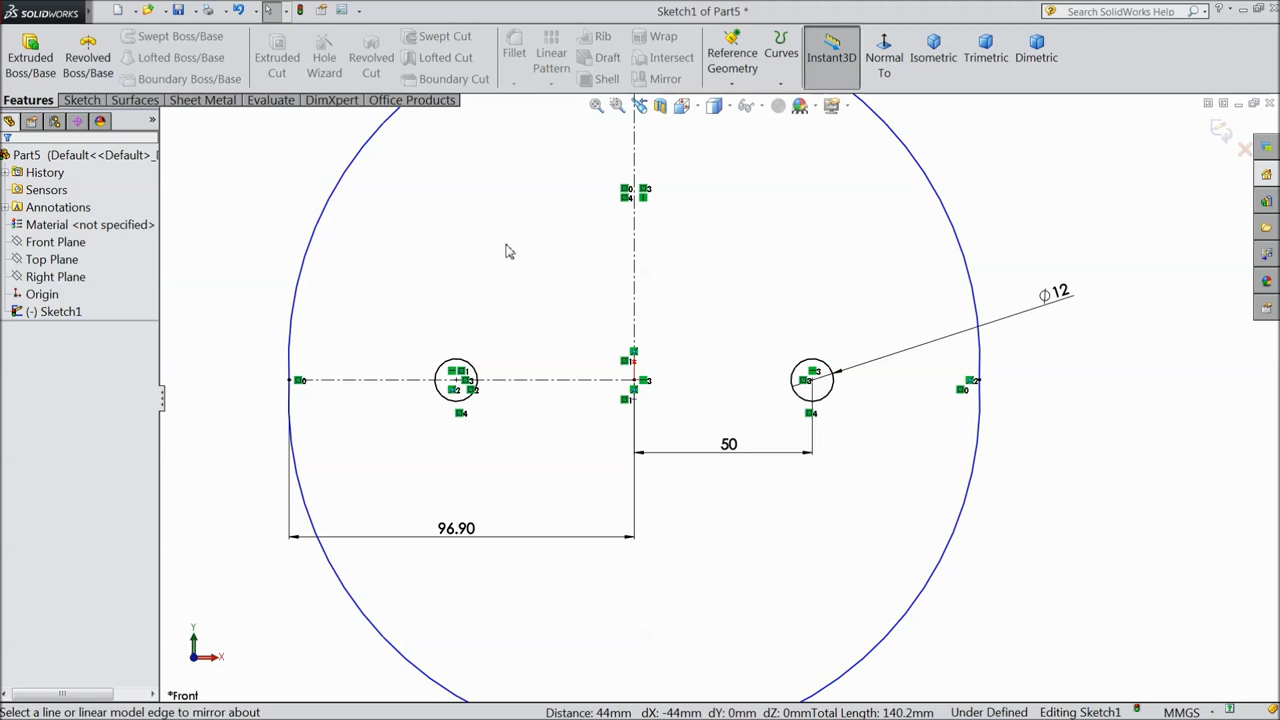 SOLIDWORKS
Sketch1 of Part5 *
Search SolidWorks Help
Extruded Boss/Base
Revolved Boss/Base
Swept Boss/Base
Lofted Boss/Base
Boundary Boss/Base
Extruded Cut
Hole Wizard
Revolved Cut
Swept Cut
Lofted Cut
Boundary Cut
Fillet
Linear Pattern
Rib
Draft
Shell
Wrap
Intersect
Mirror
Reference Geometry
Curves
Instant3D
Normal To
Isometric
Trimetric
Dimetric
Features
Sketch
Surfaces
Sheet Metal
Evaluate
DimXpert
Office Products
Part5 (Default<<Default>_
History
Sensors
Annotations
Material <not specified>
Front Plane
Top Plane
Right Plane
Origin
(-) Sketch1
∅12
50
96.90
Y
X
*Front
Select a line or linear model edge to mirror about
Distance: 44mm dX: -44mm dY: 0mm dZ: 0mmTotal Length: 140.2mm
Under Defined
Editing Sketch1
MMGS